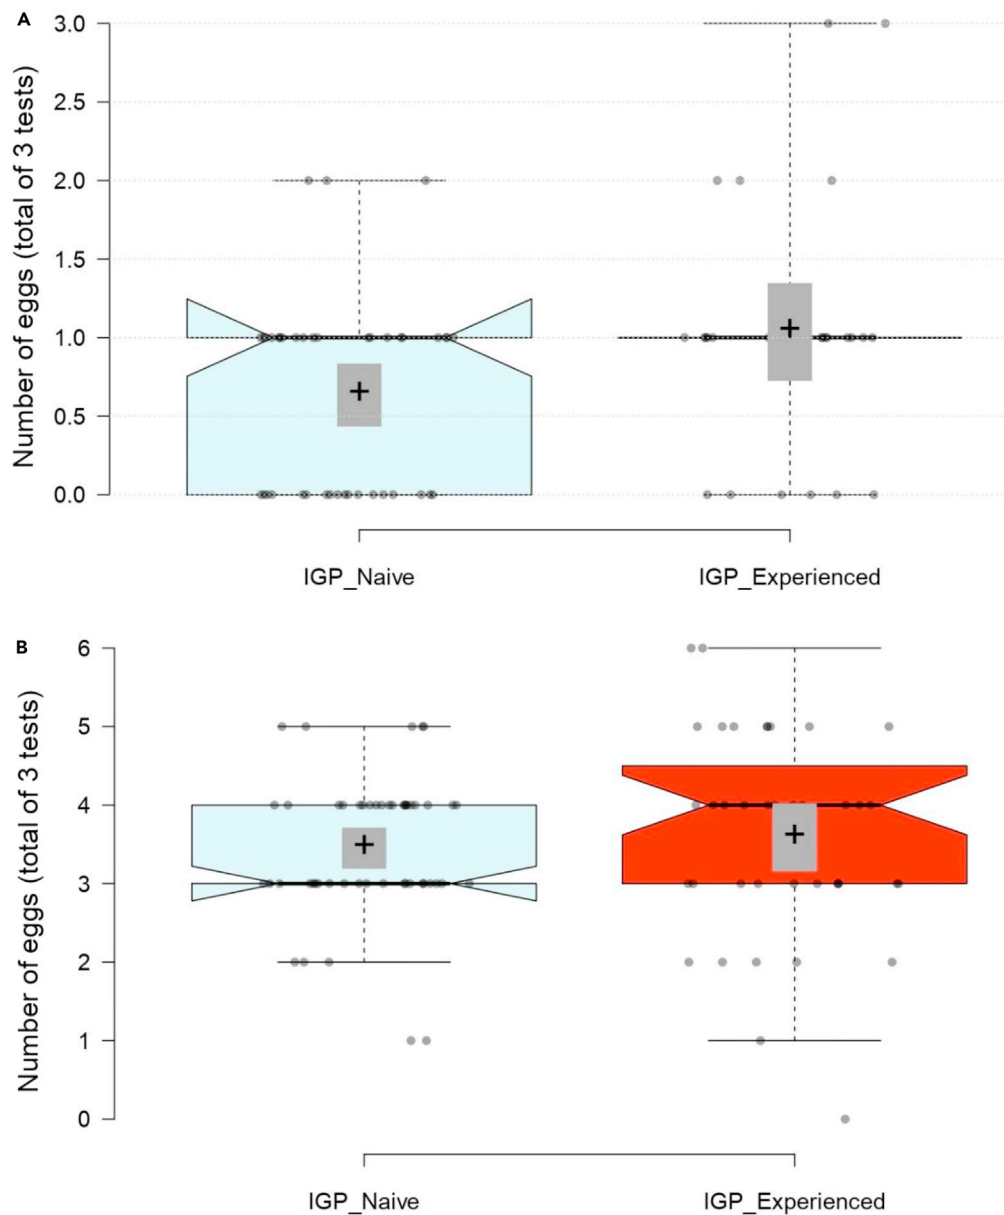 A
Number of eggs (total of 3 tests)
3.0
2.5
2.0
1.5
1.0
0.5
0.0
IGP_Naive
IGP_Experienced
B
Number of eggs (total of 3 tests)
6
5
4
3
2
1
0
IGP_Naive
IGP_Experienced